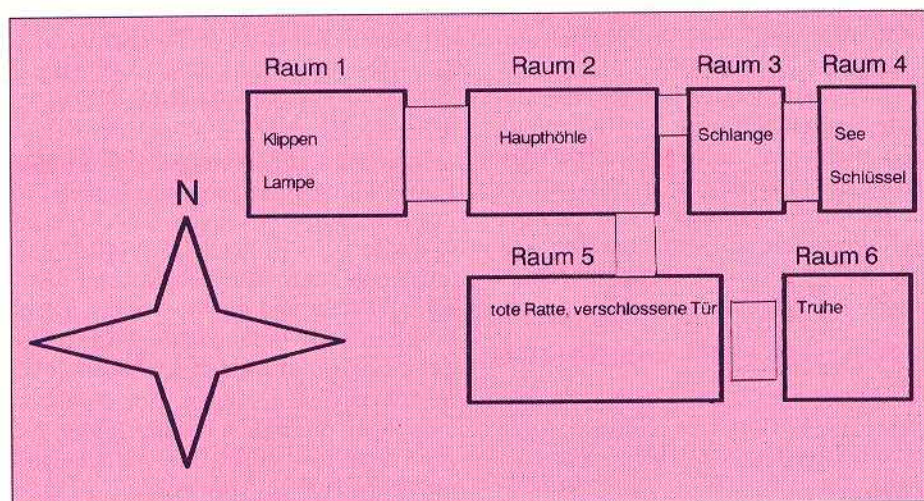 Raum 1
Raum 2
Raum 3
Raum 4
Klippen
Lampe
Haupthöhle
Schlange
See
Schlüssel
N
Raum 5
Raum 6
tote Ratte, verschlossene Tür
Truhe